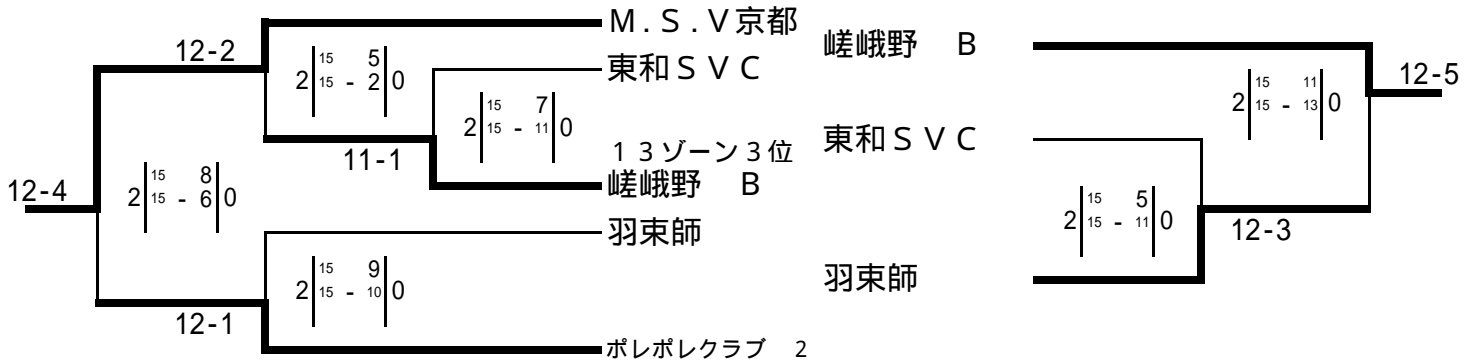 M．S．V京都
12-2
嵯峨野　B
15 5
2 15 - 2 0
東和ＳＶＣ
12-5
15 11
2 15 - 13 0
15 7
2 15 - 11 0
東和ＳＶＣ
１３ゾーン３位
11-1
15 8
2 15 - 6 0
嵯峨野　B
12-4
15 5
2 15 - 11 0
羽束師
12-3
15 9
2 15 - 10 0
羽束師
12-1
ポレポレクラブ　2